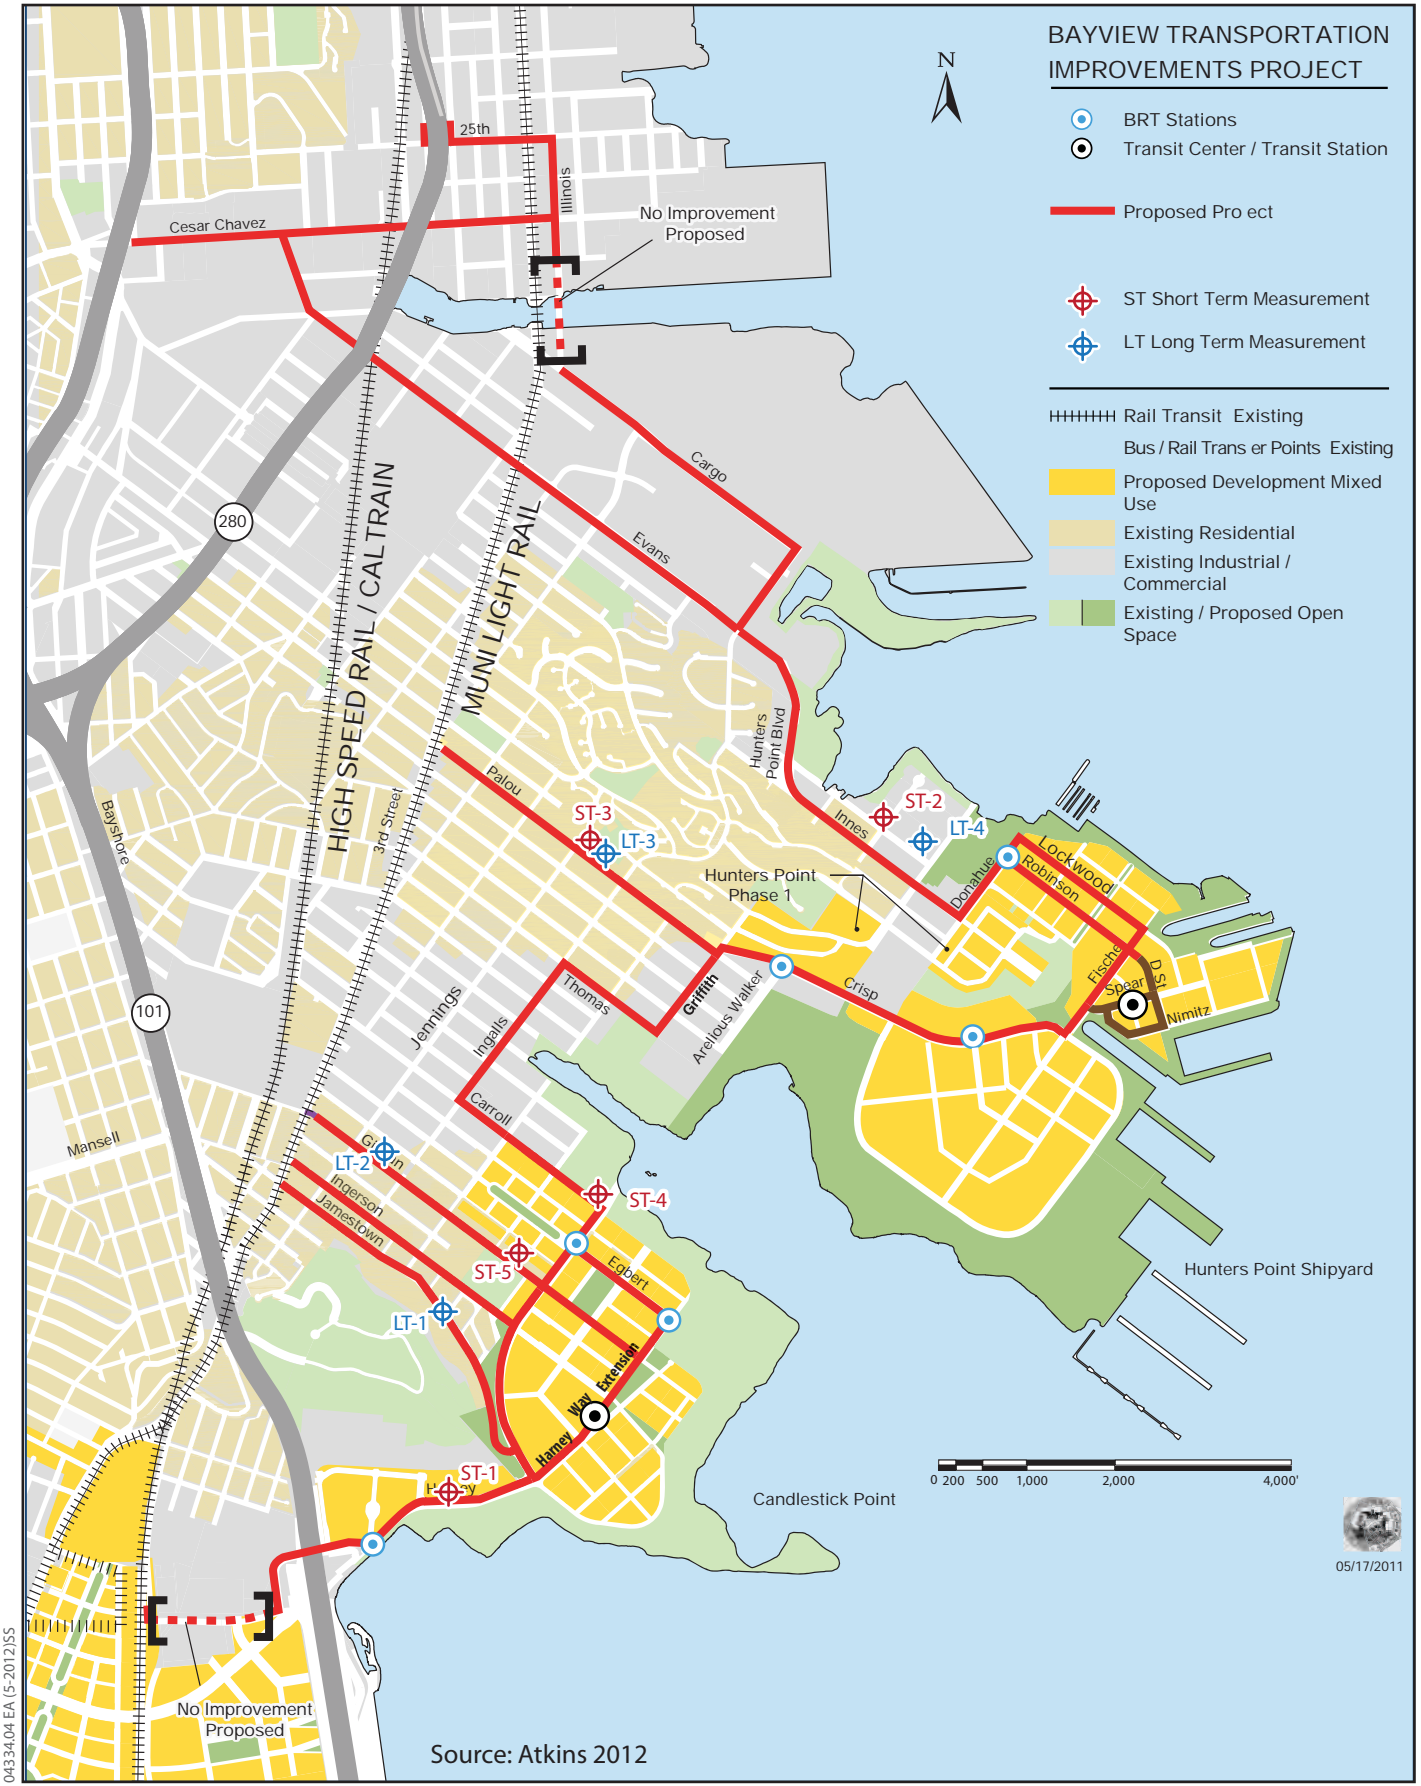 BAYVIEW TRANSPORTATION
IMPROVEMENTS PROJECT
N
BRT Stations
Transit Center / Transit Station
Proposed Pro ect
ST Short Term Measurement
LT Long Term Measurement
Rail Transit Existing
Bus / Rail Trans er Points Existing
Proposed Development Mixed
Use
Existing Residential
Existing Industrial /
Commercial
Existing / Proposed Open
Space
25th
Illinois
Cesar Chavez
No Improvement
Proposed
Cargo
Evans
280
HIGH SPEED RAIL / CALTRAIN
MUNI LIGHT RAIL
Hunters
Point Blvd
Palou
3rd Street
Bayshore
ST-3
LT-3
ST-2
LT-4
Innes
Hunters Point
Phase 1
Donahue
Lockwood
Robinson
Fische
D St
Spear
Nimitz
Crisp
Griffith
Arelious Walker
Thomas
Ingalls
Jennings
Carroll
101
Mansell
Gi
n
LT-2
Ingerson
Jamestown
ST-4
ST-5
Egbert
LT-1
Harney
Way
Extension
ST-1
H
ey
Hunters Point Shipyard
Candlestick Point
0 200 500 1,000 2,000 4,000'
05/17/2011
No Improvement
Proposed
Source: Atkins 2012
04334.04 EA (5-2012)SS